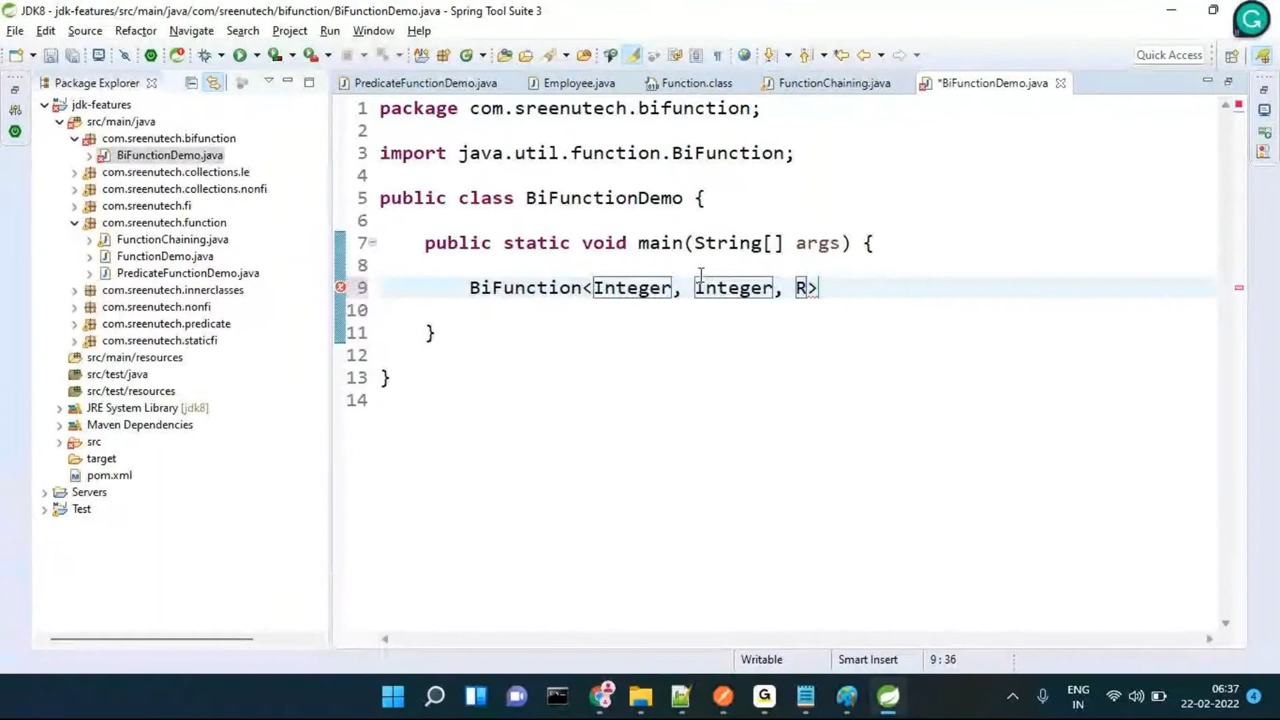 JDK8 - jdk-features/src/main/java/com/sreenutech/bifunction/BiFunctionDemo.java - Spring Tool Suite 3
File Edit Source Refactor Navigate Search Project Run Window Help
Quick Access
Package Explorer
PredicateFunctionDemo.java Employee.java Function.class FunctionChaining.java *BiFunctionDemo.java
jdk-features
src/main/java
com.sreenutech.bifunction
BiFunctionDemo.java
com.sreenutech.collections.le
com.sreenutech.collections.nonfi
com.sreenutech.fi
com.sreenutech.function
FunctionChaining.java
FunctionDemo.java
PredicateFunctionDemo.java
com.sreenutech.innerclasses
com.sreenutech.nonfi
com.sreenutech.predicate
com.sreenutech.staticfi
src/main/resources
src/test/java
src/test/resources
JRE System Library [jdk8]
Maven Dependencies
src
target
pom.xml
Servers
Test
1 package com.sreenutech.bifunction;
2
3 import java.util.function.BiFunction;
4
5 public class BiFunctionDemo {
6
7 public static void main(String[] args) {
8
9 BiFunction<Integer, Integer, R>
10
11 }
12
13 }
14
Writable Smart Insert 9 : 36
ENG
IN
06:37
22-02-2022
4